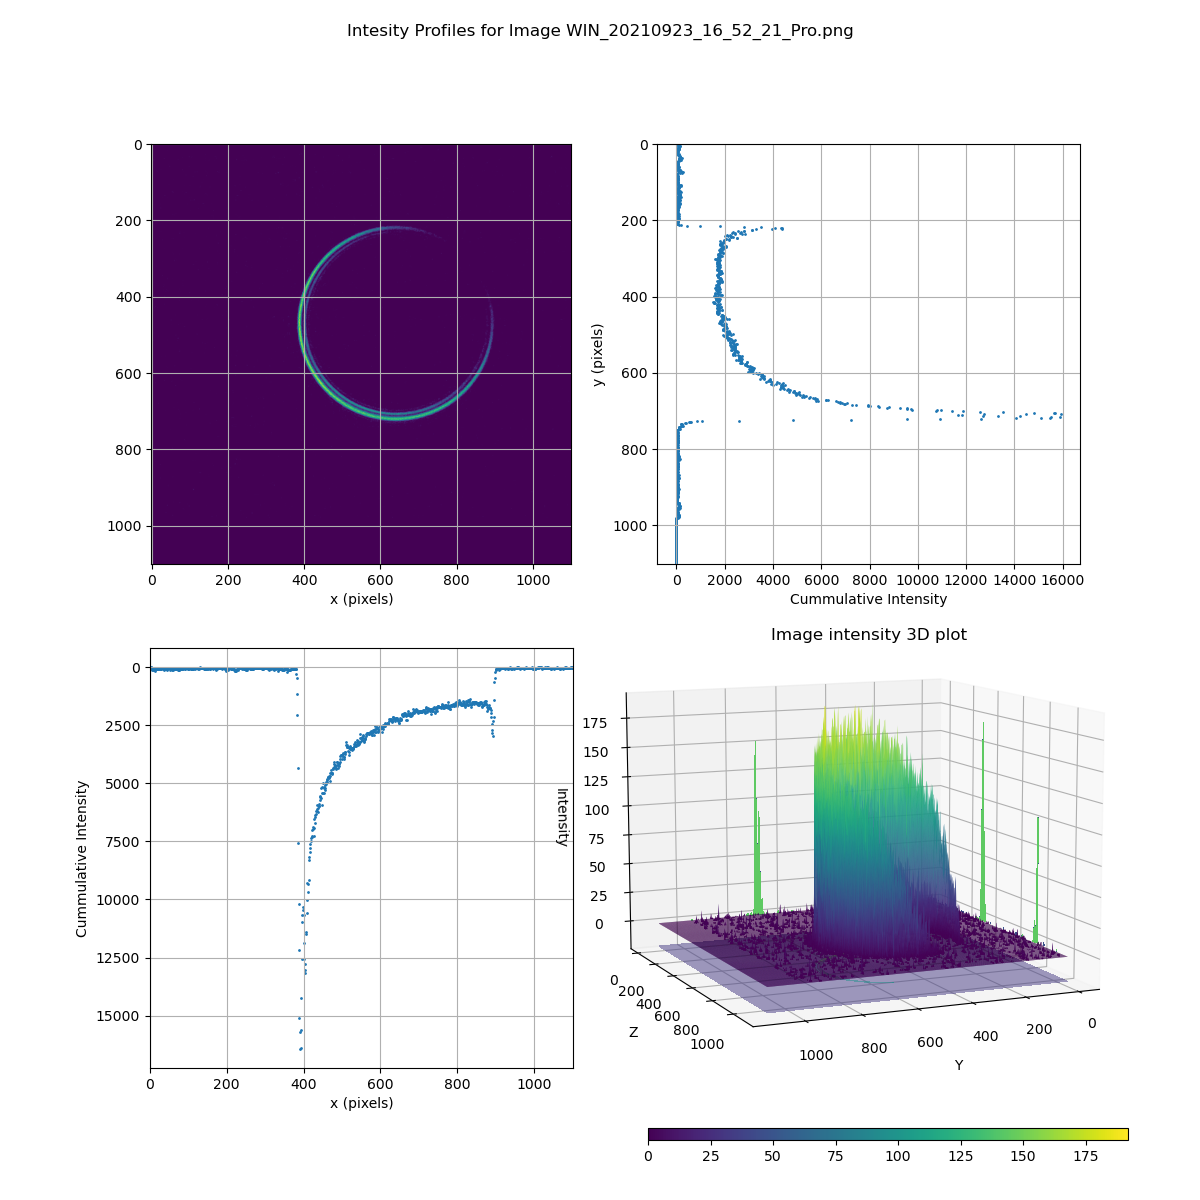 Intesity Profiles for Image WIN_20210923_16_52_21_Pro.png
0
200
400
600
800
1000
0 200 400 600 800 1000
x (pixels)
y (pixels)
0
200
400
600
800
1000
0 2000 4000 6000 8000 10000 12000 14000 16000
Cummulative Intensity
Cummulative Intensity
0
2500
5000
7500
10000
12500
15000
0 200 400 600 800 1000
x (pixels)
Image intensity 3D plot
Intensity
175
150
125
100
75
50
25
0
0
200
400
600
800
1000
Z
1000 800 600 400 200 0
Y
0 25 50 75 100 125 150 175